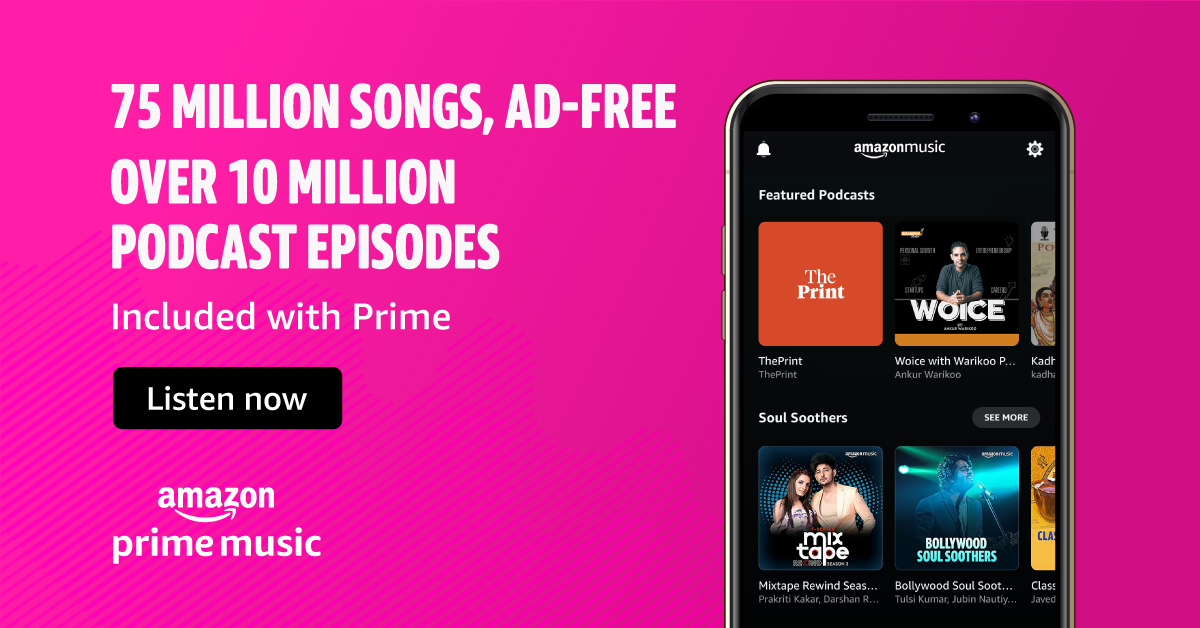 75 MILLION SONGS, AD-FREE
OVER 10 MILLION
PODCAST EPISODES
Included with Prime
Listen now
amazon
prime music
amazonmusic
Featured Podcasts
The
Print
PERSONAL GROWTH
ENTREPRENEURSHIP
STARTUPS
CAREERS
WOICE
ANKUR WARIKOO
PO
ThePrint
ThePrint
Woice with Warikoo P...
Ankur Warikoo
Kadh
kadha
Soul Soothers
SEE MORE
amazonmusic
T-SERIES
mix
tape
SEASON 2
amazonmusic
BOLLYWOOD
SOUL SOOTHERS
CLAS
Mixtape Rewind Seas...
Prakriti Kakar, Darshan R...
Bollywood Soul Soot...
Tulsi Kumar, Jubin Nautiy...
Class
Javed